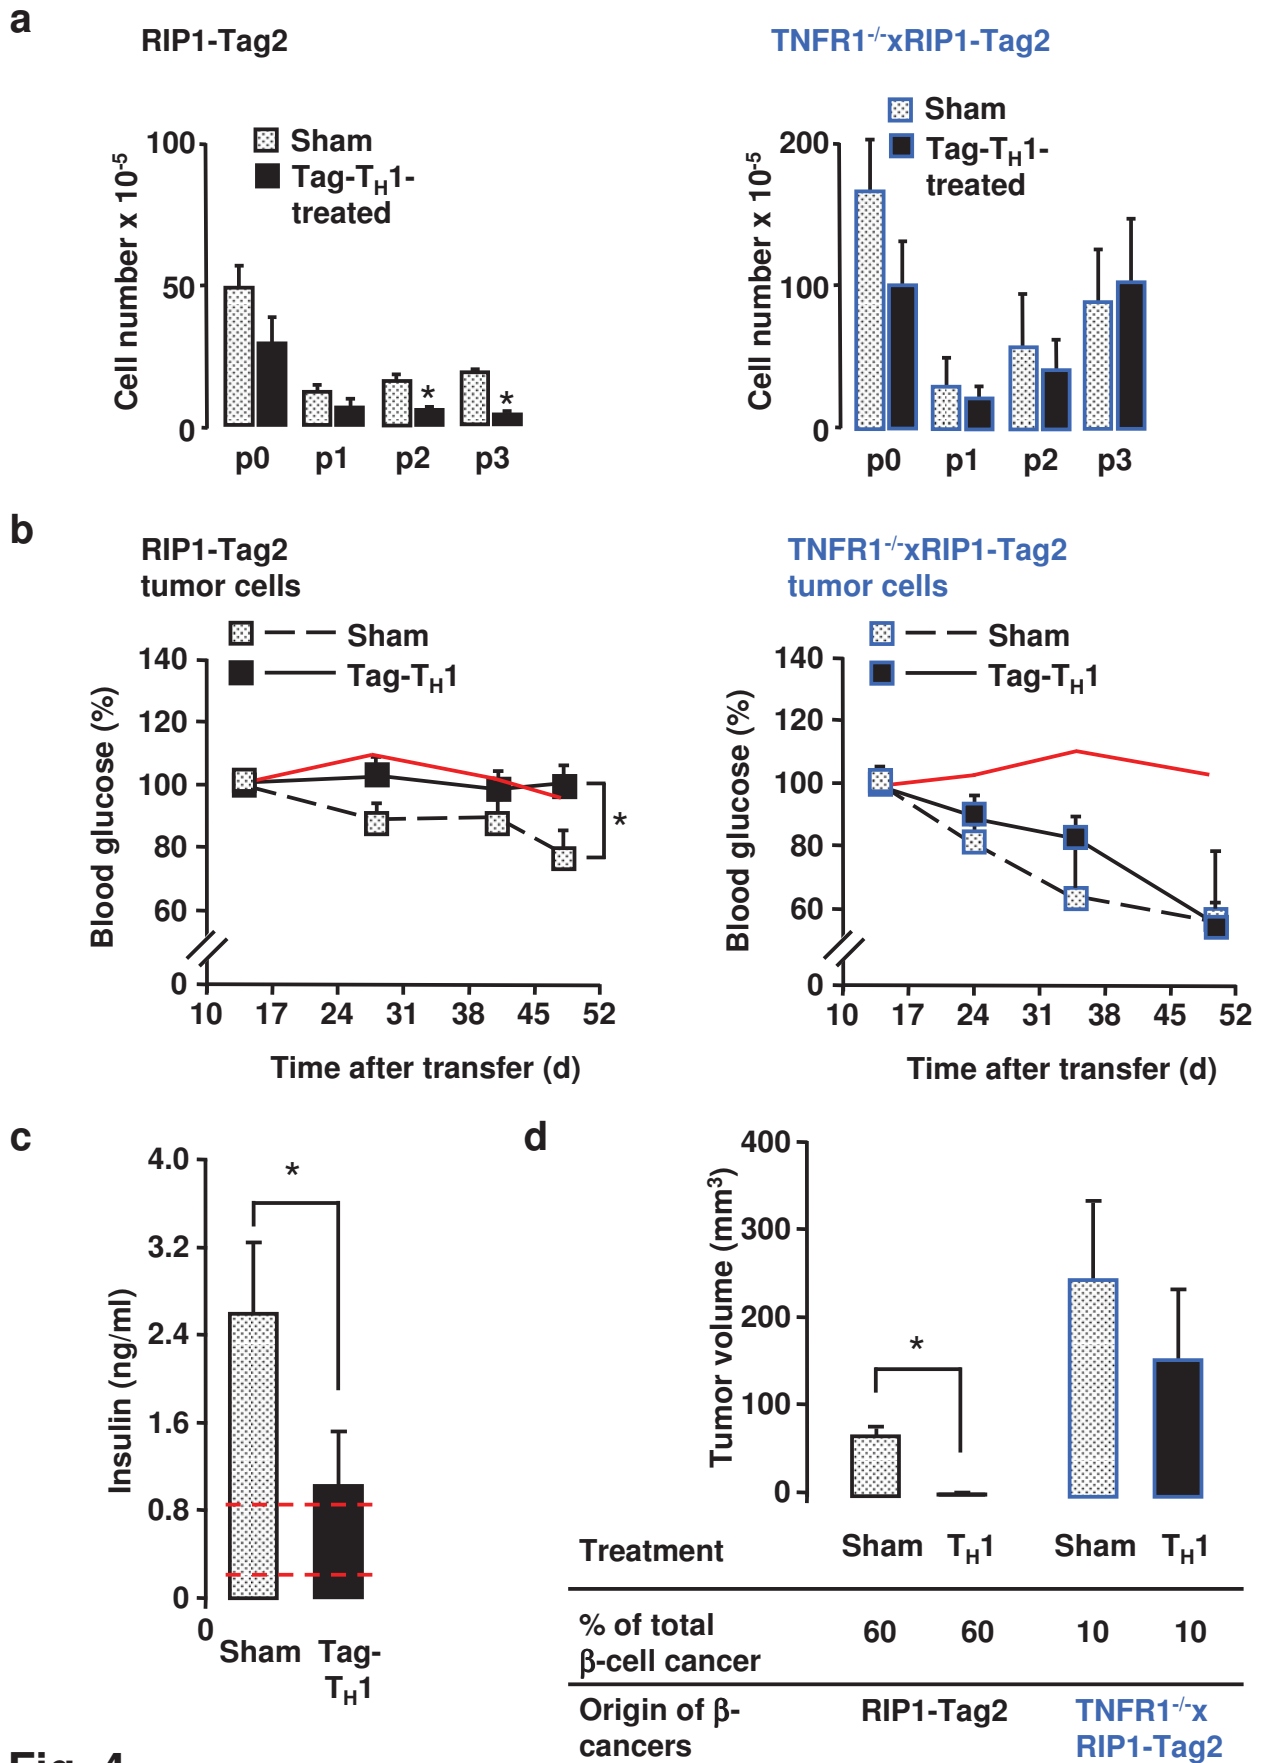 a
RIP1-Tag2
TNFR1-/-xRIP1-Tag2
Sham
Tag-TH1-
treated
Cell number x 10-5
100
50
0
*
*
p0 p1 p2 p3
Sham
Tag-TH1-
treated
Cell number x 10-5
200
100
0
p0 p1 p2 p3
b
RIP1-Tag2
tumor cells
Sham
Tag-TH1
Blood glucose (%)
140
120
100
80
60
0
*
10 17 24 31 38 45 52
Time after transfer (d)
TNFR1-/-xRIP1-Tag2
tumor cells
Sham
Tag-TH1
Blood glucose (%)
140
120
100
80
60
0
10 17 24 31 38 45 52
Time after transfer (d)
c
Insulin (ng/ml)
4.0
3.2
2.4
1.6
0.8
0
0
*
Sham Tag-
TH1
d
Tumor volume (mm3)
400
300
200
100
0
*
Treatment Sham TH1 Sham TH1
% of total
β-cell cancer
60 60 10 10
Origin of β-
cancers
RIP1-Tag2
TNFR1-/-x
RIP1-Tag2